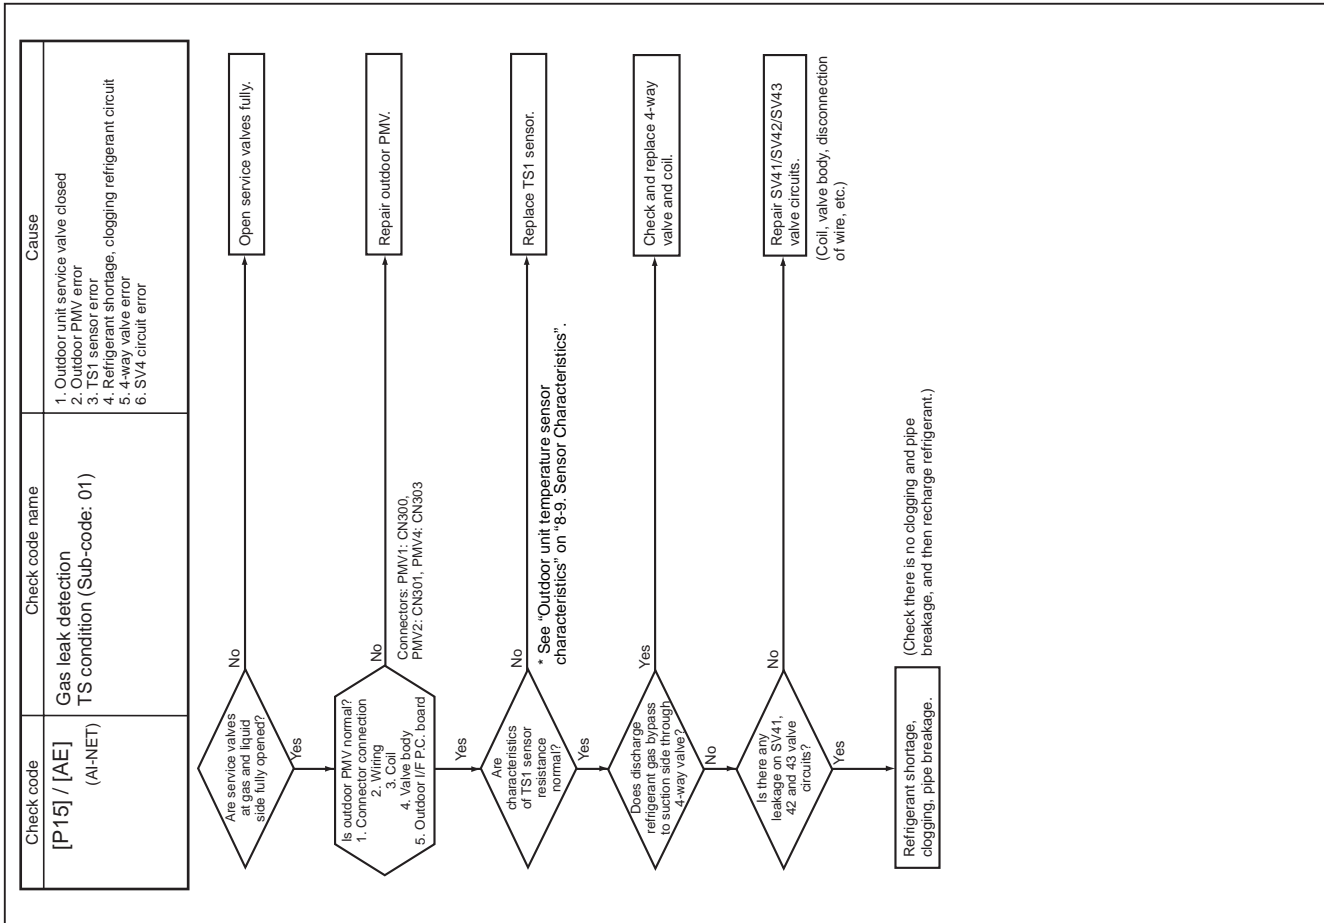 Check code
Check code name
Cause
[P15] / [AE]
(AI-NET)
Gas leak detection
TS condition (Sub-code: 01)
1. Outdoor unit service valve closed
2. Outdoor PMV error
3. TS1 sensor error
4. Refrigerant shortage, clogging refrigerant circuit
5. 4-way valve error
6. SV4 circuit error
Are service valves
at gas and liquid
side fully opened?
No
Open service valves fully.
Yes
Is outdoor PMV normal?
1. Connector connection
2. Wiring
3. Coil
4. Valve body
5. Outdoor I/F P.C. board
No
Repair outdoor PMV.
Connectors: PMV1: CN300,
PMV2: CN301, PMV4: CN303
Yes
Are
characteristics
of TS1 sensor
resistance
normal?
No
Replace TS1 sensor.
* See “Outdoor unit temperature sensor
characteristics” on “8-9. Sensor Characteristics”.
Yes
Does discharge
refrigerant gas bypass
to suction side through
4-way valve?
Yes
Check and replace 4-way
valve and coil.
No
Is there any
leakage on SV41,
42 and 43 valve
circuits?
No
Repair SV41/SV42/SV43
valve circuits.
(Coil, valve body, disconnection
of wire, etc.)
Yes
Refrigerant shortage,
clogging, pipe breakage.
(Check there is no clogging and pipe
breakage, and then recharge refrigerant.)